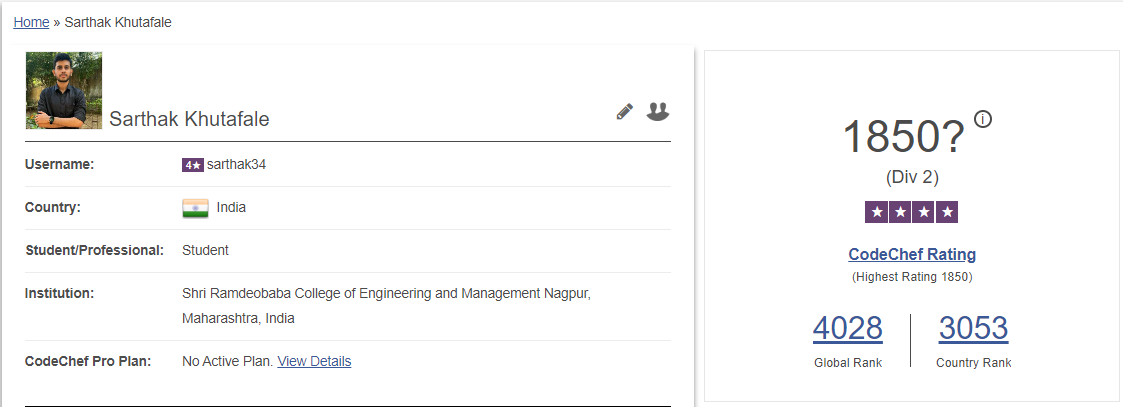 Home » Sarthak Khutafale
Sarthak Khutafale
Username: 4★ sarthak34
Country: India
Student/Professional: Student
Institution: Shri Ramdeobaba College of Engineering and Management Nagpur,
Maharashtra, India
CodeChef Pro Plan: No Active Plan. View Details
1850? i
(Div 2)
★ ★ ★ ★
CodeChef Rating
(Highest Rating 1850)
4028 3053
Global Rank Country Rank